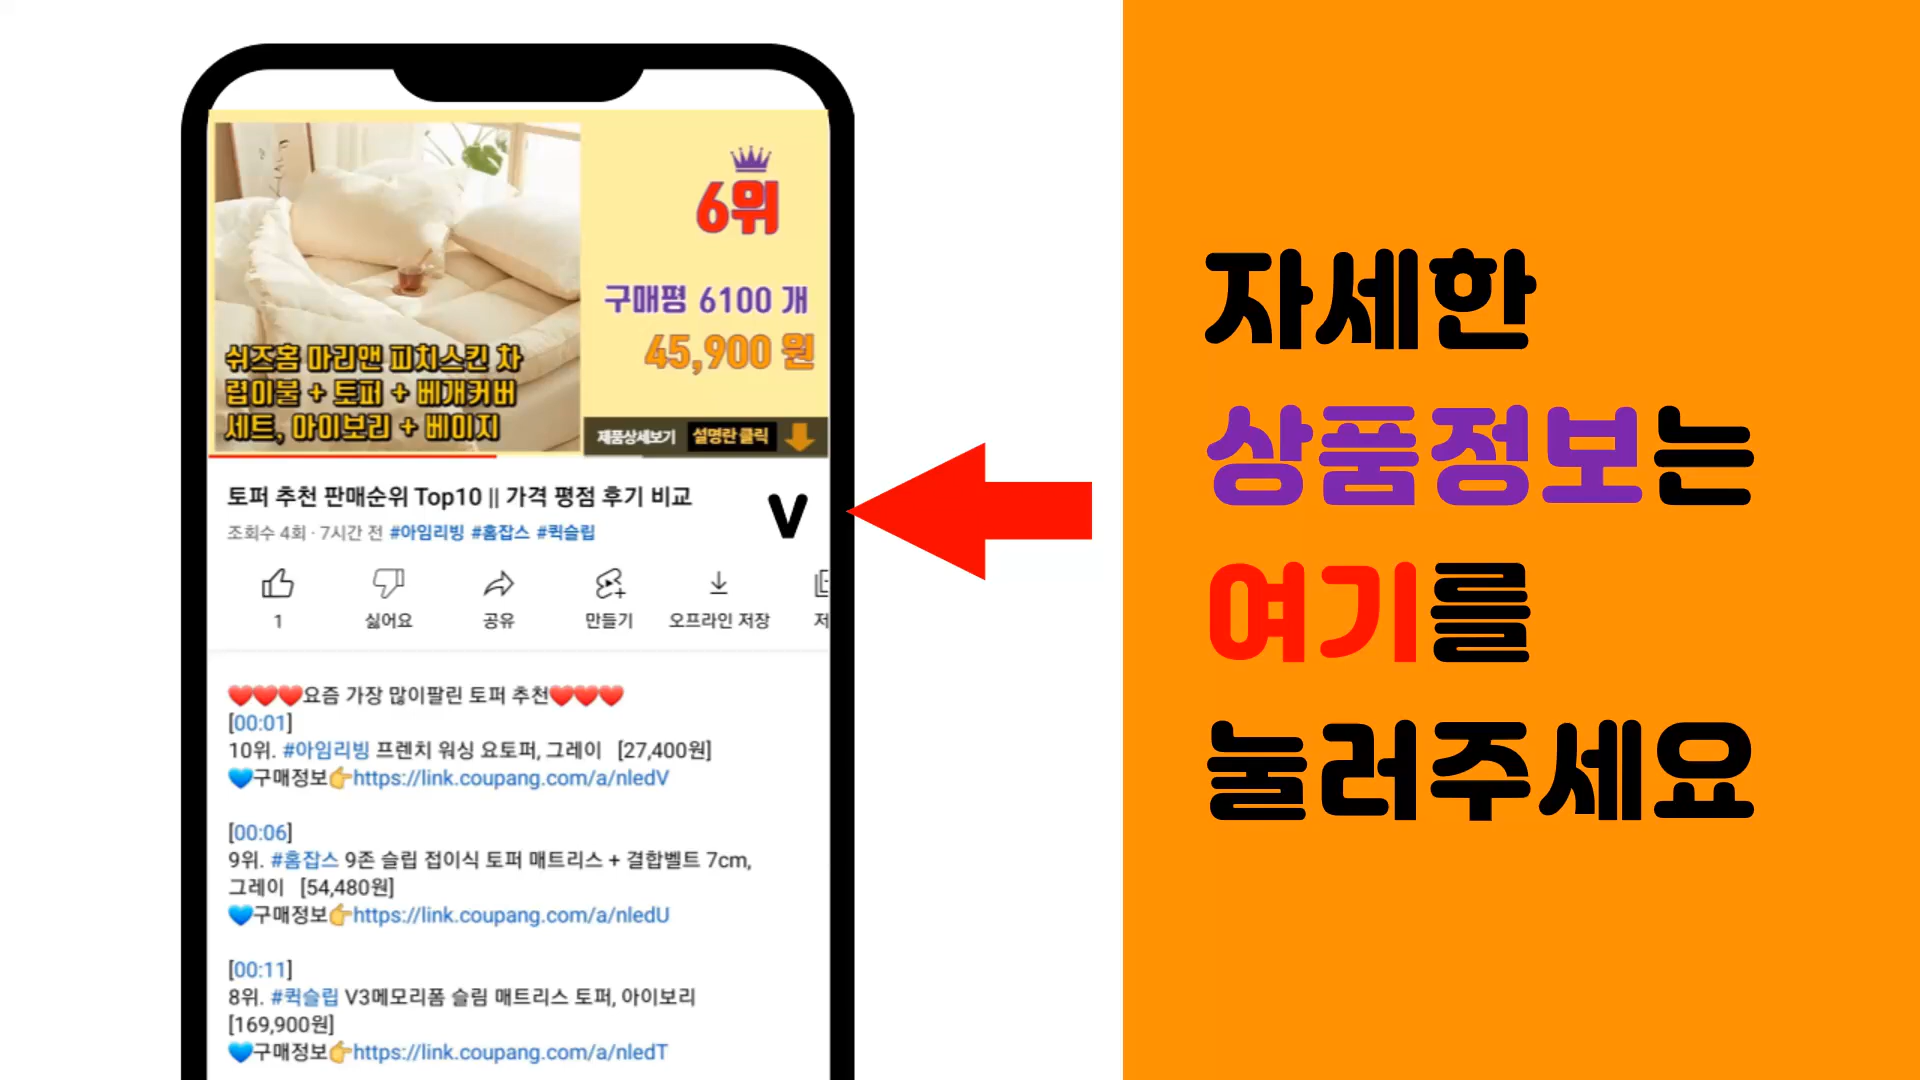 6위
구매평 6100 개
45,900 원
쉬즈홈 마리앤 피치스킨 차
렵이불 + 토퍼 + 베개커버
세트, 아이보리 + 베이지
제품상세보기 설명란 클릭
토퍼 추천 판매순위 Top10 || 가격 평점 후기 비교
V
조회수 4회 · 7시간 전 #아임리빙 #홈잡스 #퀵슬립
1 싫어요 공유 만들기 오프라인 저장 저
❤❤❤요즘 가장 많이팔린 토퍼 추천❤❤❤
[00:01]
10위. #아임리빙 프렌치 워싱 요토퍼, 그레이 [27,400원]
💙구매정보👉https://link.coupang.com/a/nledV
[00:06]
9위. #홈잡스 9존 슬립 접이식 토퍼 매트리스 + 결합벨트 7cm,
그레이 [54,480원]
💙구매정보👉https://link.coupang.com/a/nledU
[00:11]
8위. #퀵슬립 V3메모리폼 슬림 매트리스 토퍼, 아이보리
[169,900원]
💙구매정보👉https://link.coupang.com/a/nledT
자세한
상품정보는
여기를
눌러주세요